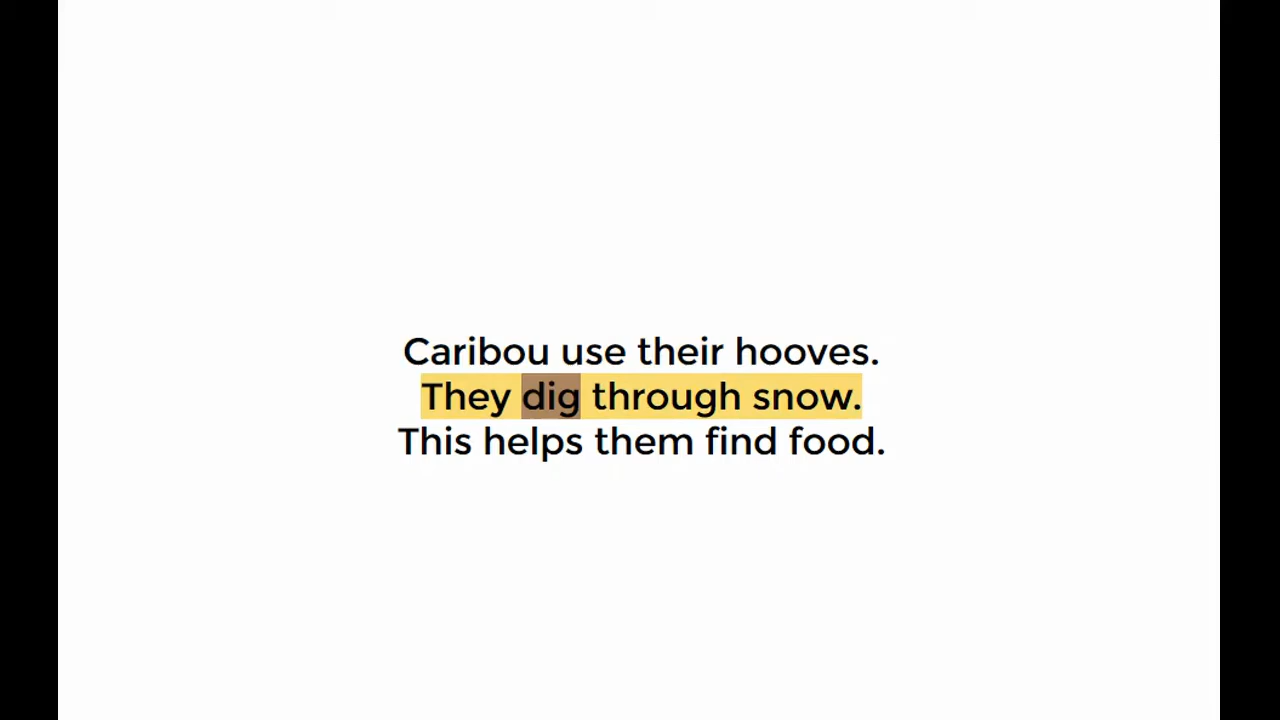 Caribou use their hooves.
They dig through snow.
This helps them find food.